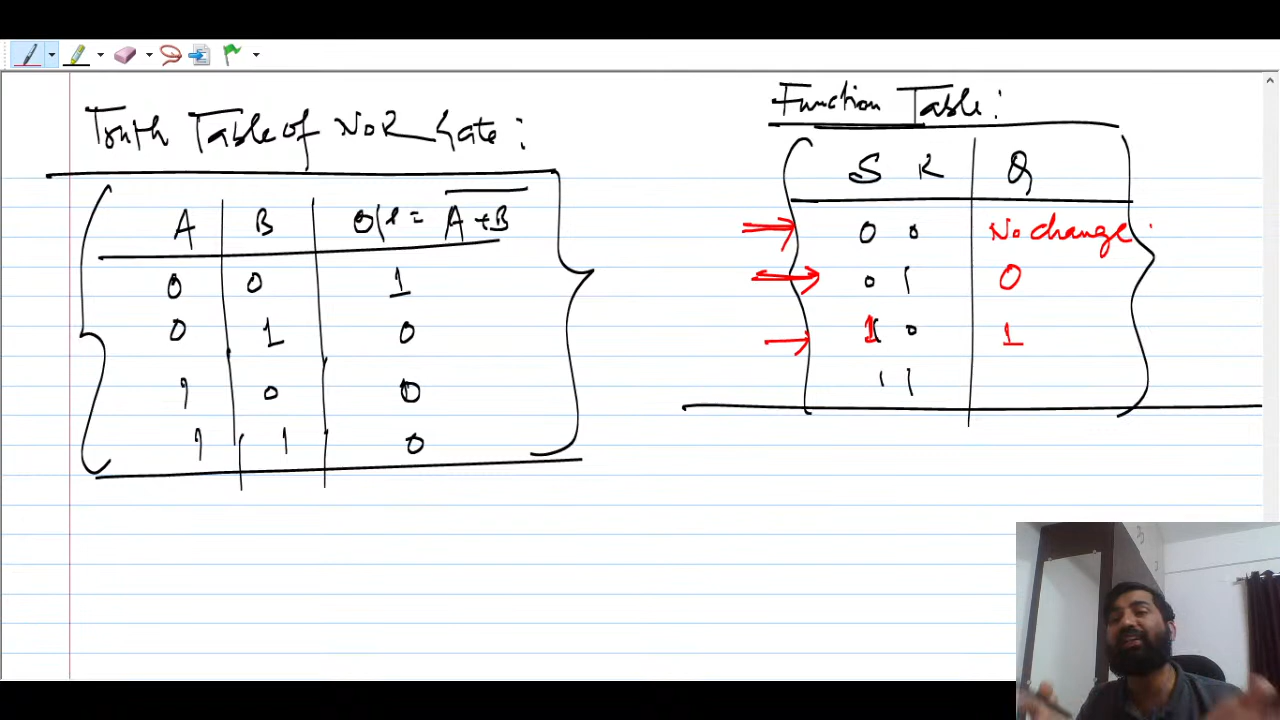 Truth Table of NOR Gate:
A B O/P = A+B
0 0 1
0 1 0
1 0 0
1 1 0
Function Table:
S R Q
0 0 No change
0 1 0
1 0 1
1 1